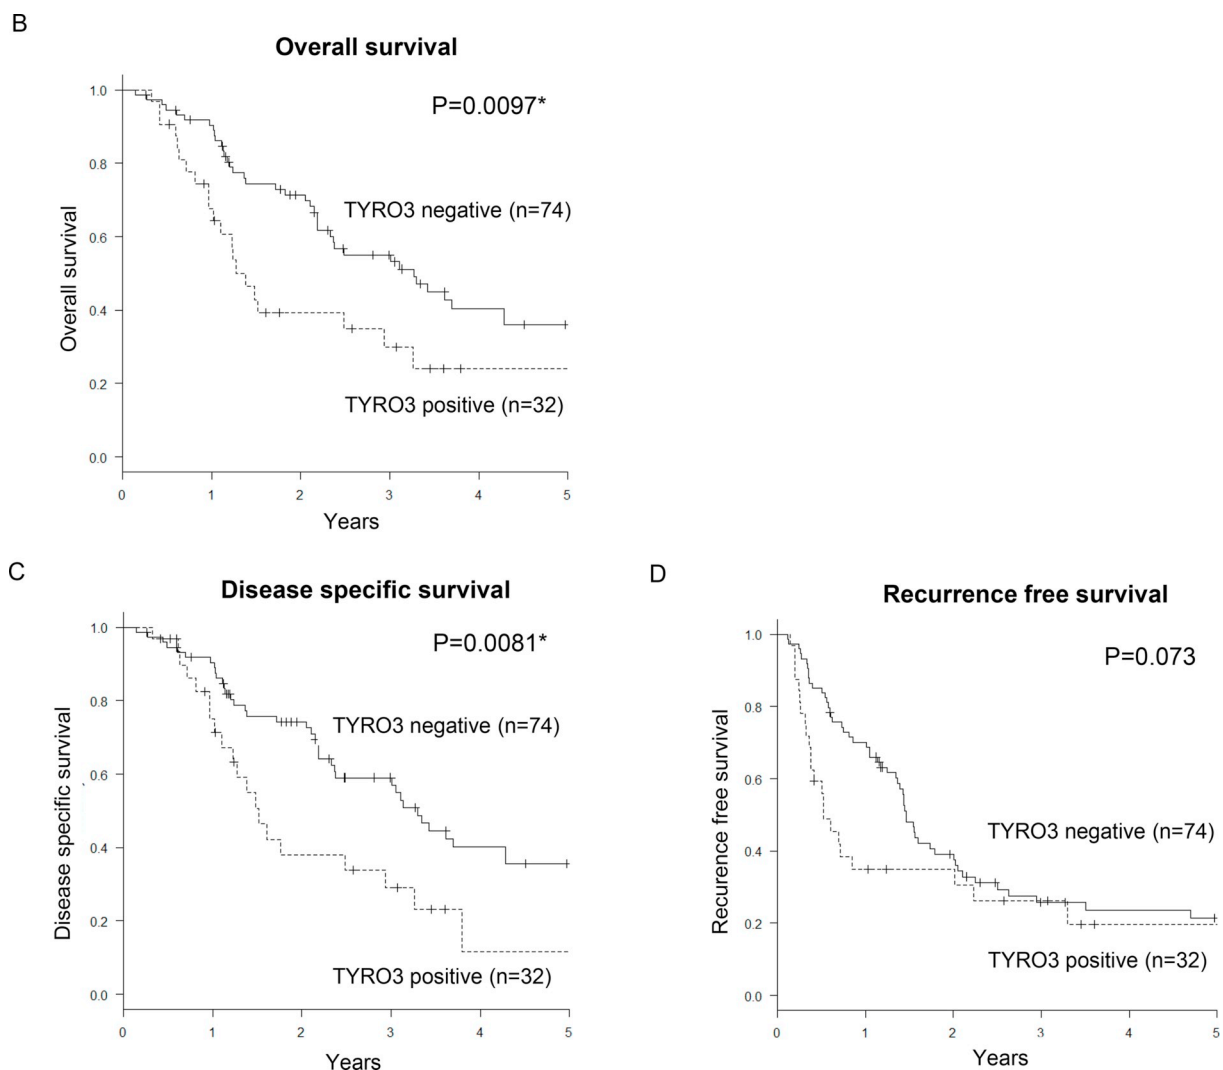 B
Overall survival
P=0.0097*
1.0
0.8
0.6
0.4
0.2
0.0
Overall survival
TYRO3 negative (n=74)
TYRO3 positive (n=32)
0 1 2 3 4 5
Years
C
Disease specific survival
P=0.0081*
1.0
0.8
0.6
0.4
0.2
0.0
Disease specific survival
TYRO3 negative (n=74)
TYRO3 positive (n=32)
0 1 2 3 4 5
Years
D
Recurrence free survival
P=0.073
1.0
0.8
0.6
0.4
0.2
0.0
Recurence free survival
TYRO3 negative (n=74)
TYRO3 positive (n=32)
0 1 2 3 4 5
Years